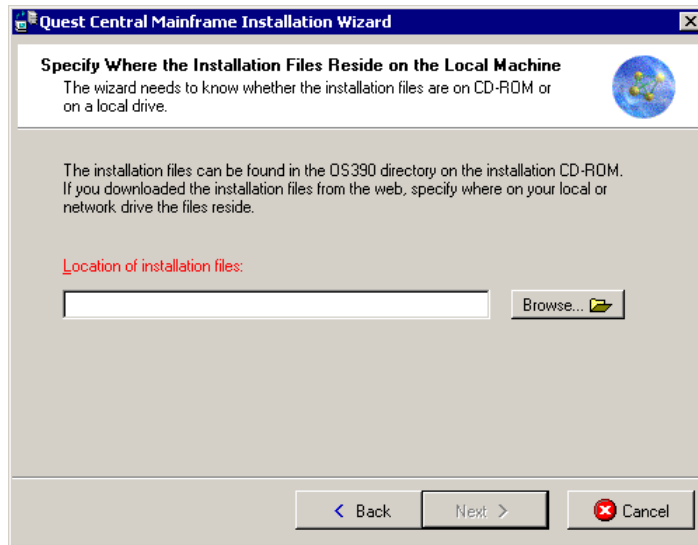 Quest Central Mainframe Installation Wizard
Specify Where the Installation Files Reside on the Local Machine
The wizard needs to know whether the installation files are on CD-ROM or
on a local drive.
The installation files can be found in the OS390 directory on the installation CD-ROM.
If you downloaded the installation files from the web, specify where on your local or
network drive the files reside.
Location of installation files:
Browse...
< Back
Next >
Cancel